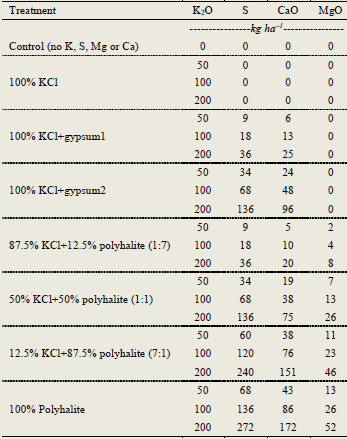 Treatment K₂O S CaO MgO
----------------kg ha⁻¹----------------
Control (no K, S, Mg or Ca) 0 0 0 0
100% KCl
50 0 0 0
100 0 0 0
200 0 0 0
100% KCl+gypsum1
50 9 6 0
100 18 13 0
200 36 25 0
100% KCl+gypsum2
50 34 24 0
100 68 48 0
200 136 96 0
87.5% KCl+12.5% polyhalite (1:7)
50 9 5 2
100 18 10 4
200 36 20 8
50% KCl+50% polyhalite (1:1)
50 34 19 7
100 68 38 13
200 136 75 26
12.5% KCl+87.5% polyhalite (7:1)
50 60 38 11
100 120 76 23
200 240 151 46
100% Polyhalite
50 68 43 13
100 136 86 26
200 272 172 52